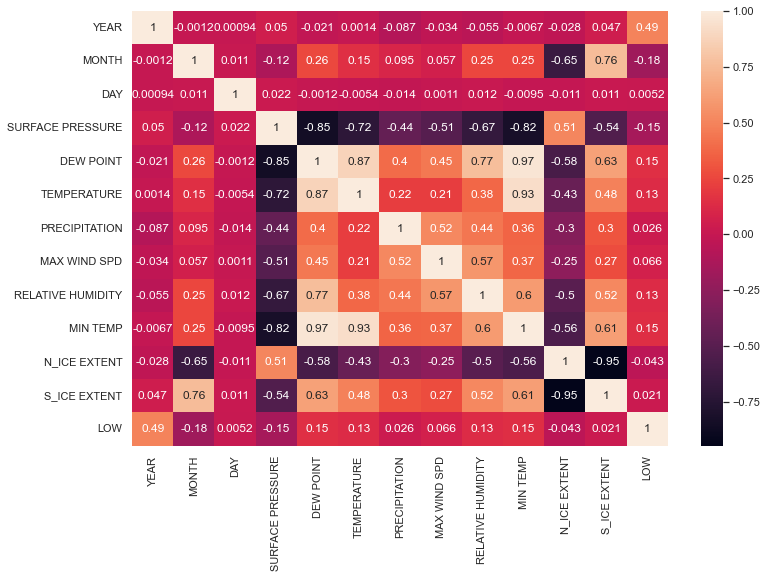 YEAR 1 -0.0012 0.00094 0.05 -0.021 0.0014 -0.087 -0.034 -0.055 -0.0067 -0.028 0.047 0.49
MONTH -0.0012 1 0.011 -0.12 0.26 0.15 0.095 0.057 0.25 0.25 -0.65 0.76 -0.18
DAY 0.00094 0.011 1 0.022 -0.0012 -0.0054 -0.014 0.0011 0.012 -0.0095 -0.011 0.011 0.0052
SURFACE PRESSURE 0.05 -0.12 0.022 1 -0.85 -0.72 -0.44 -0.51 -0.67 -0.82 0.51 -0.54 -0.15
DEW POINT -0.021 0.26 -0.0012 -0.85 1 0.87 0.4 0.45 0.77 0.97 -0.58 0.63 0.15
TEMPERATURE 0.0014 0.15 -0.0054 -0.72 0.87 1 0.22 0.21 0.38 0.93 -0.43 0.48 0.13
PRECIPITATION -0.087 0.095 -0.014 -0.44 0.4 0.22 1 0.52 0.44 0.36 -0.3 0.3 0.026
MAX WIND SPD -0.034 0.057 0.0011 -0.51 0.45 0.21 0.52 1 0.57 0.37 -0.25 0.27 0.066
RELATIVE HUMIDITY -0.055 0.25 0.012 -0.67 0.77 0.38 0.44 0.57 1 0.6 -0.5 0.52 0.13
MIN TEMP -0.0067 0.25 -0.0095 -0.82 0.97 0.93 0.36 0.37 0.6 1 -0.56 0.61 0.15
N_ICE EXTENT -0.028 -0.65 -0.011 0.51 -0.58 -0.43 -0.3 -0.25 -0.5 -0.56 1 -0.95 -0.043
S_ICE EXTENT 0.047 0.76 0.011 -0.54 0.63 0.48 0.3 0.27 0.52 0.61 -0.95 1 0.021
LOW 0.49 -0.18 0.0052 -0.15 0.15 0.13 0.026 0.066 0.13 0.15 -0.043 0.021 1
YEAR
MONTH
DAY
SURFACE PRESSURE
DEW POINT
TEMPERATURE
PRECIPITATION
MAX WIND SPD
RELATIVE HUMIDITY
MIN TEMP
N_ICE EXTENT
S_ICE EXTENT
LOW
1.00
0.75
0.50
0.25
0.00
−0.25
−0.50
−0.75